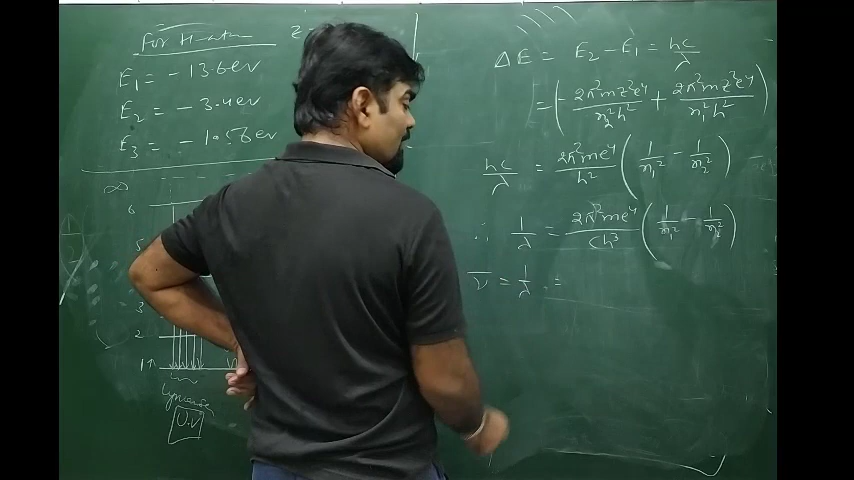 For H-atom
Z
E₁ = - 13.6 ev
E₂ = - 3.4 ev
E₃ = - 1.56 ev
∞
6
5
3
2
1
Lyman
U.V
ΔE = E₂ - E₁ = hc/λ
= (- 2π²mz²e⁴/n₂²h² + 2π²mz²e⁴/n₁²h²)
hc/λ = 2π²me⁴/h² (1/n₁² - 1/n₂²)
∴ 1/λ = 2π²me⁴/ch³ (1/n₁² - 1/n₂²)
ν̅ = 1/λ =